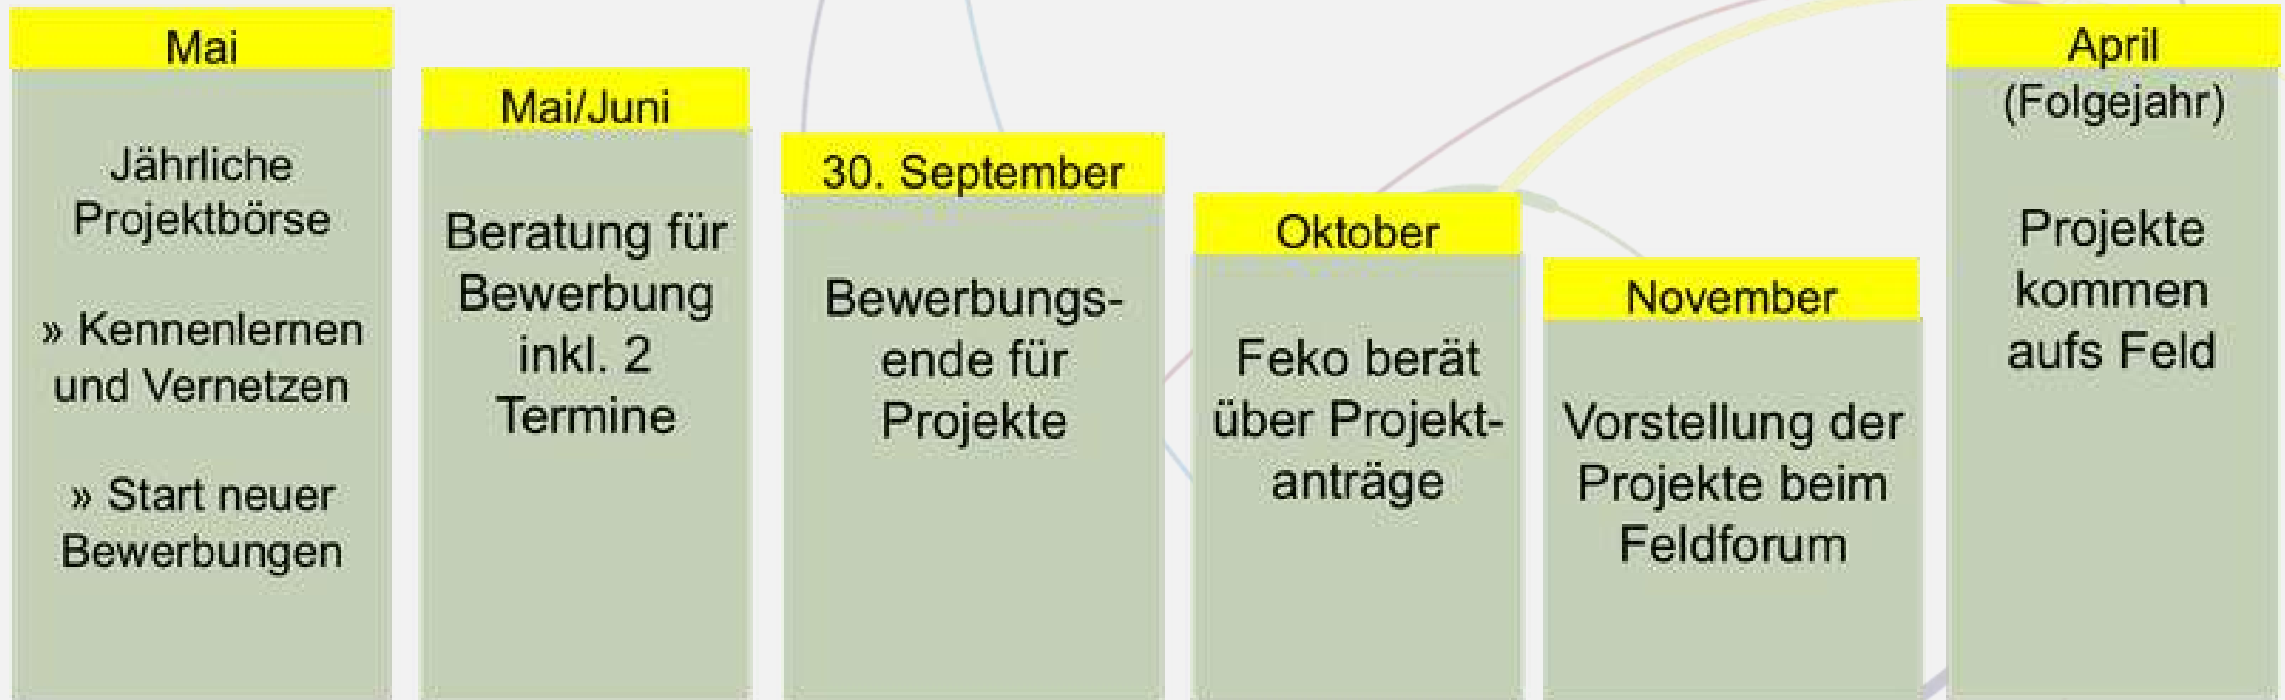 Mai
Jährliche
Projektbörse
» Kennenlernen
und Vernetzen
» Start neuer
Bewerbungen
Mai/Juni
Beratung für
Bewerbung
inkl. 2
Termine
30. September
Bewerbungs-
ende für
Projekte
Oktober
Feko berät
über Projekt-
anträge
November
Vorstellung der
Projekte beim
Feldforum
April
(Folgejahr)
Projekte
kommen
aufs Feld